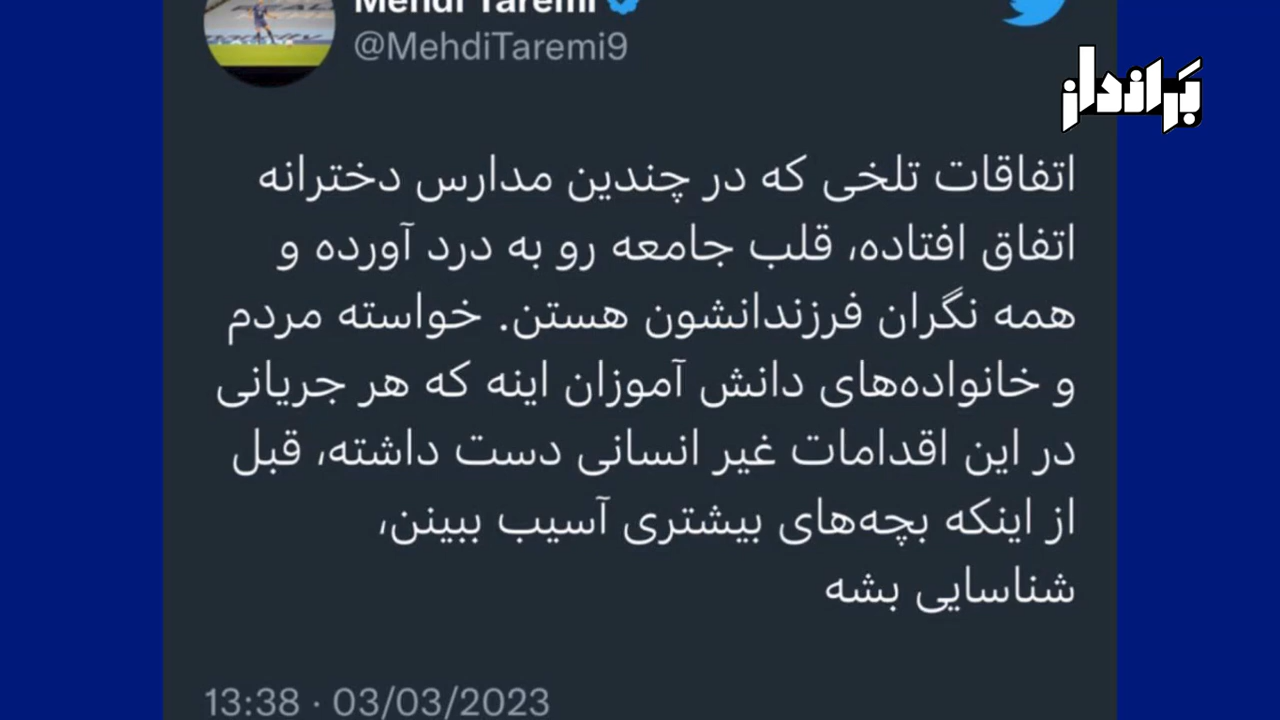 Mehdi Taremi
@MehdiTaremi9
برانداز
اتفاقات تلخی که در چندین مدارس دخترانه
اتفاق افتاده، قلب جامعه رو به درد آورده و
همه نگران فرزندانشون هستن. خواسته مردم
و خانواده‌های دانش آموزان اینه که هر جریانی
در این اقدامات غیر انسانی دست داشته، قبل
از اینکه بچه‌های بیشتری آسیب ببینن،
شناسایی بشه
13:38 · 03/03/2023